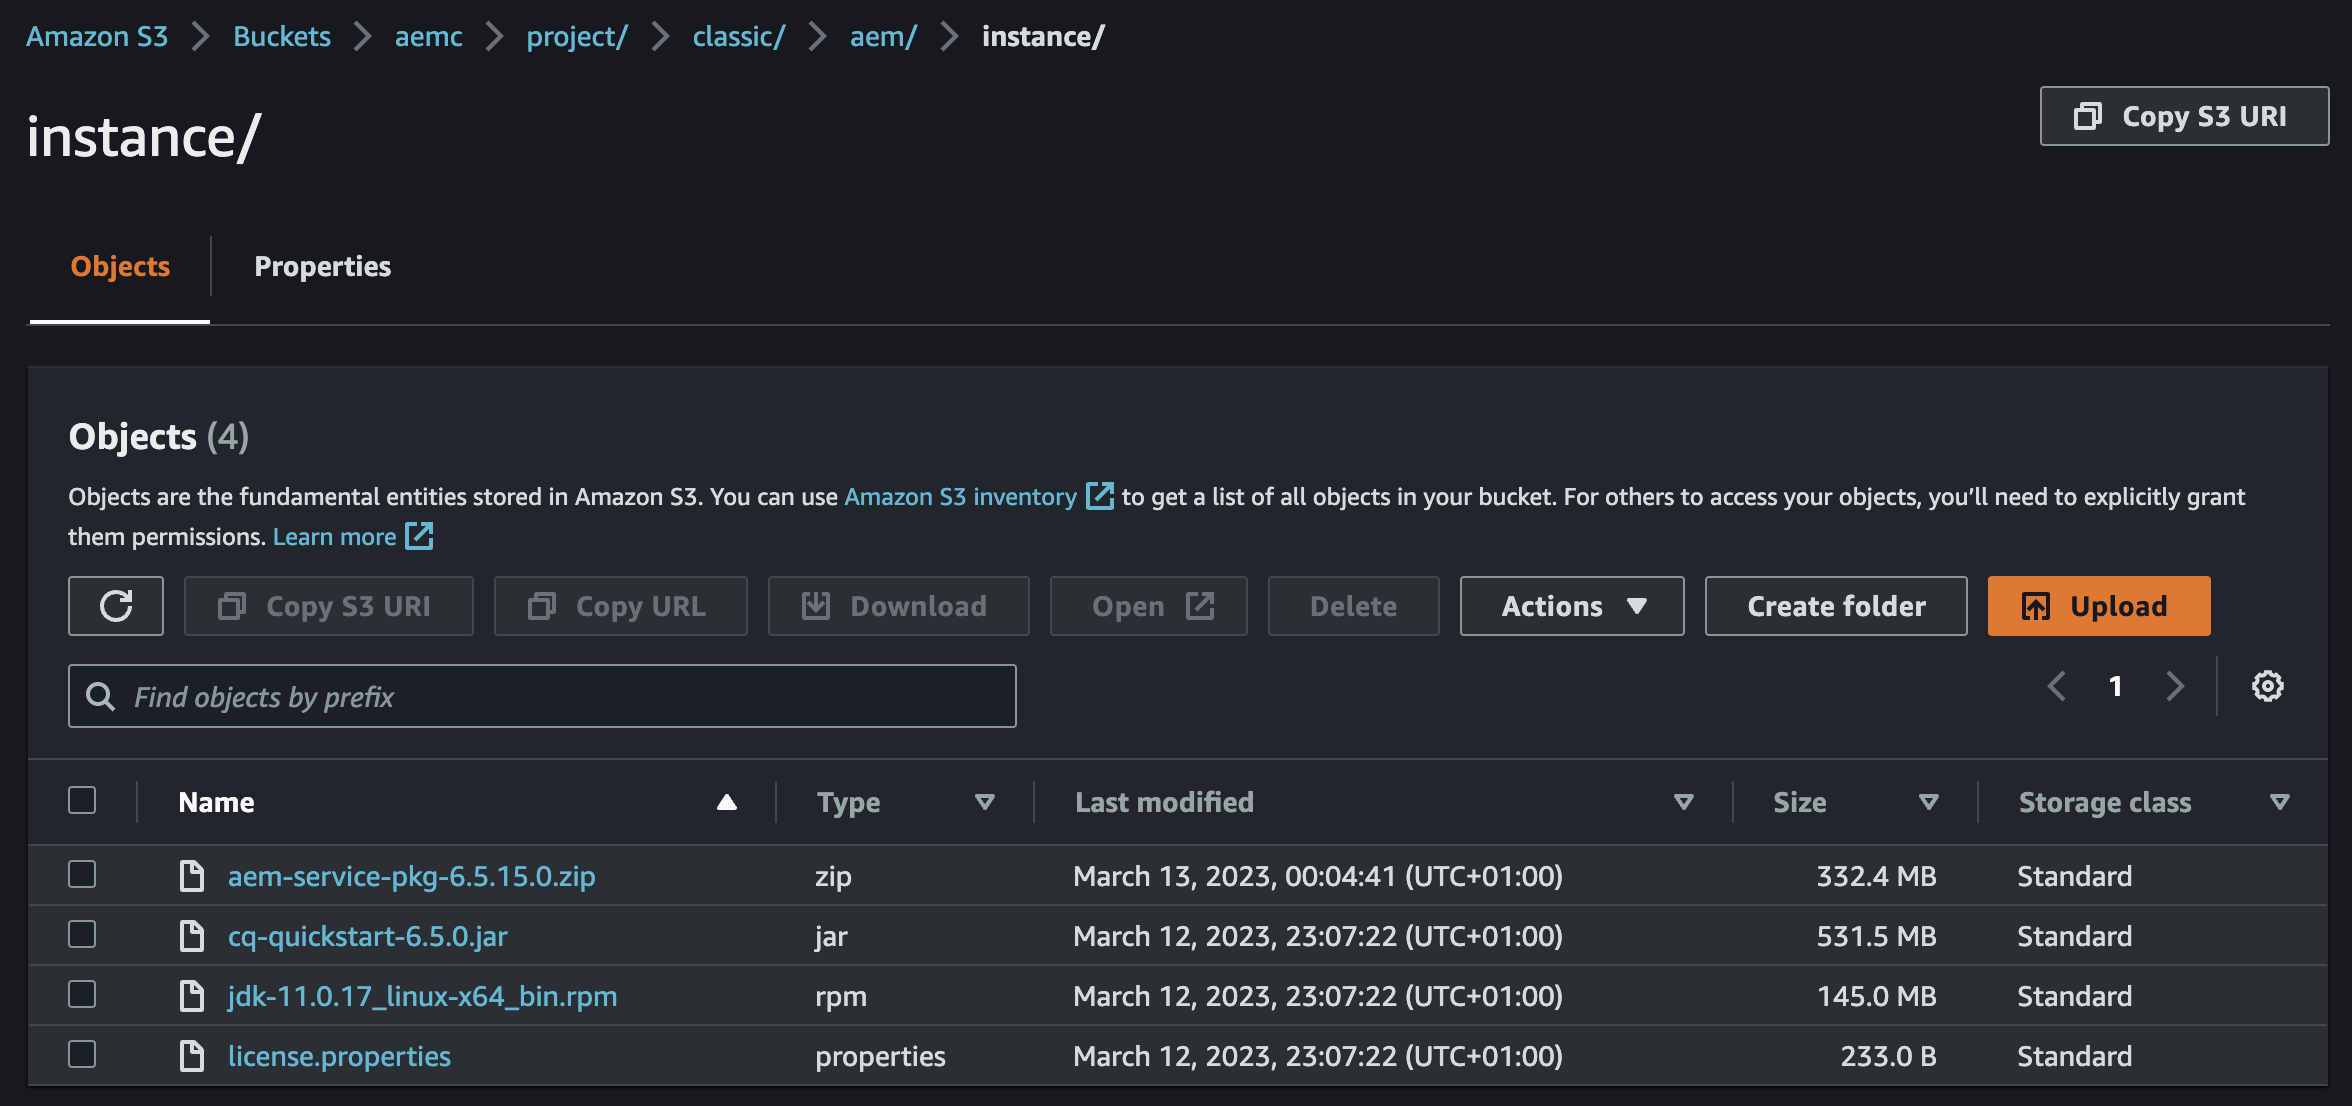 Amazon S3 Buckets aemc project/ classic/ aem/ instance/
instance/
Copy S3 URI
Objects Properties
Objects (4)
Objects are the fundamental entities stored in Amazon S3. You can use Amazon S3 inventory to get a list of all objects in your bucket. For others to access your objects, you’ll need to explicitly grant
them permissions. Learn more
Copy S3 URI Copy URL Download Open Delete Actions Create folder Upload
Find objects by prefix
1
Name Type Last modified Size Storage class
aem-service-pkg-6.5.15.0.zip zip March 13, 2023, 00:04:41 (UTC+01:00) 332.4 MB Standard
cq-quickstart-6.5.0.jar jar March 12, 2023, 23:07:22 (UTC+01:00) 531.5 MB Standard
jdk-11.0.17_linux-x64_bin.rpm rpm March 12, 2023, 23:07:22 (UTC+01:00) 145.0 MB Standard
license.properties properties March 12, 2023, 23:07:22 (UTC+01:00) 233.0 B Standard